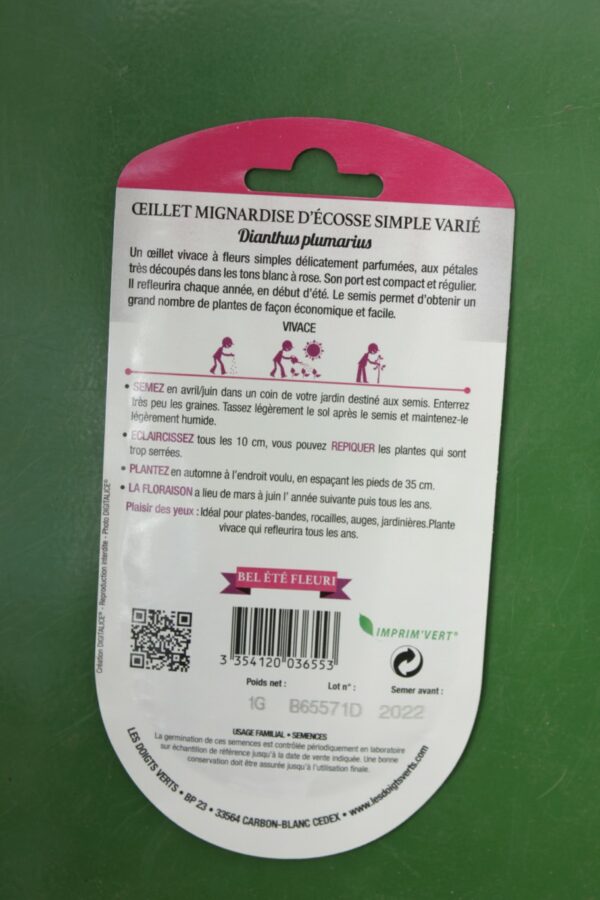 ŒILLET MIGNARDISE D'ÉCOSSE SIMPLE VARIÉ
Dianthus plumarius
Un œillet vivace à fleurs simples délicatement parfumées, aux pétales
très découpés dans les tons blanc à rose. Son port est compact et régulier.
Il refleurira chaque année, en début d'été. Le semis permet d'obtenir un
grand nombre de plantes de façon économique et facile.
VIVACE
• SEMEZ en avril/juin dans un coin de votre jardin destiné aux semis. Enterrez
très peu les graines. Tassez légèrement le sol après le semis et maintenez-le
légèrement humide.
• ECLAIRCISSEZ tous les 10 cm, vous pouvez REPIQUER les plantes qui sont
trop serrées.
• PLANTEZ en automne à l'endroit voulu, en espaçant les pieds de 35 cm.
• LA FLORAISON a lieu de mars à juin l' année suivante puis tous les ans.
Plaisir des yeux : Idéal pour plates-bandes, rocailles, auges, jardinières.Plante
vivace qui refleurira tous les ans.
Création DIGITALICE® - Reproduction interdite - Photo DIGITALICE®
BEL ÉTÉ FLEURI
IMPRIM'VERT®
3 354120 036553
Poids net : Lot n° : Semer avant :
1G B65571D 2022
USAGE FAMILIAL • SEMENCES
La germination de ces semences est contrôlée périodiquement en laboratoire
sur échantillon de référence jusqu'à la date de vente indiquée. Une bonne
conservation doit être assurée jusqu'à l'utilisation finale.
LES DOIGTS VERTS • BP 23 • 33564 CARBON-BLANC CEDEX • www.lesdoigtsverts.com